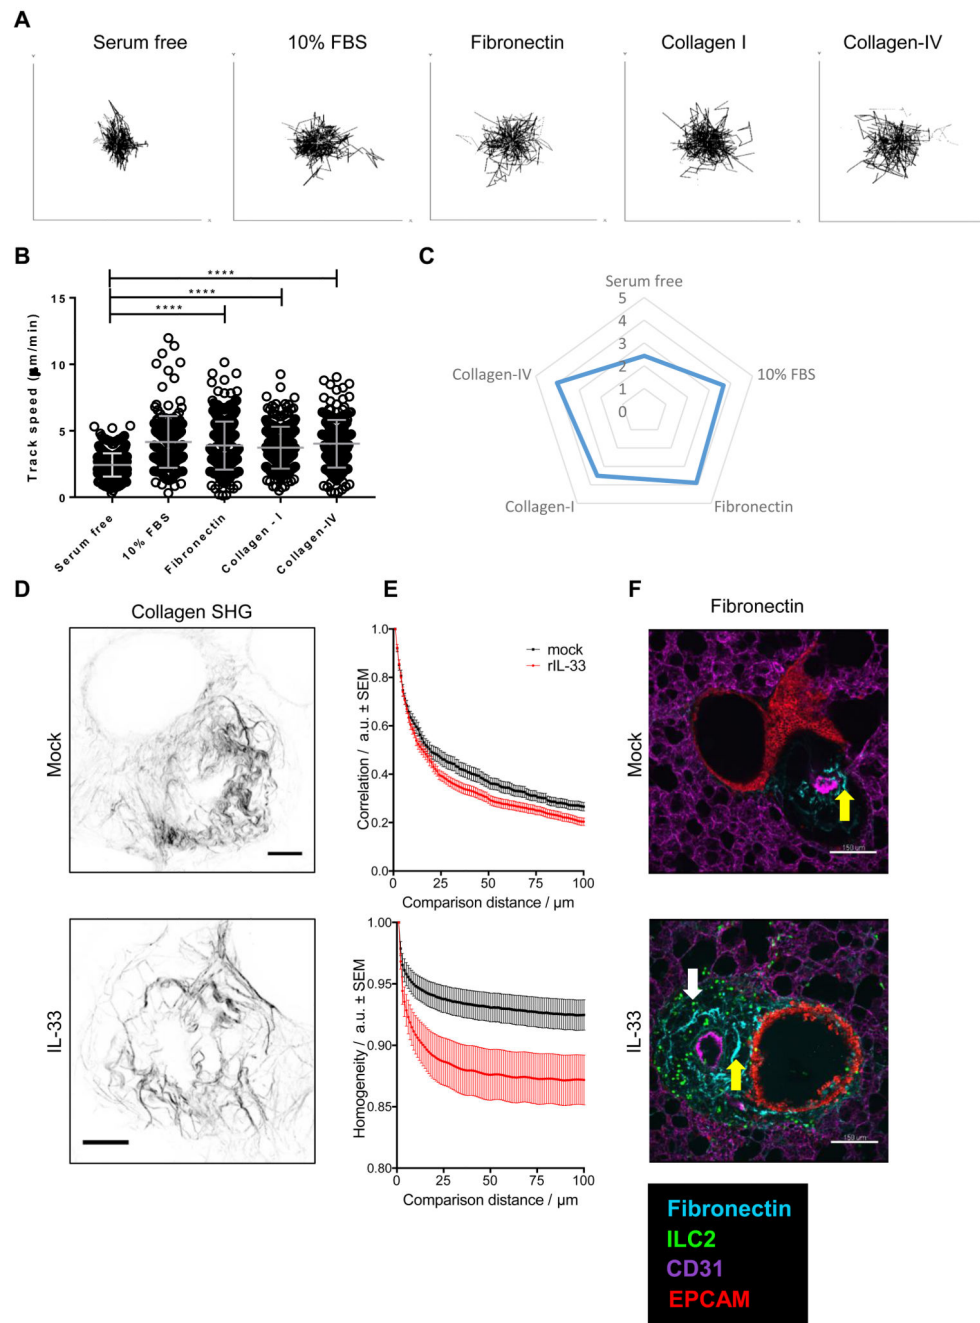 A
Serum free
10% FBS
Fibronectin
Collagen I
Collagen-IV
B
****
****
****
Track speed (µm/min)
15
10
5
0
Serum free
10% FBS
Fibronectin
Collagen - I
Collagen-IV
C
Serum free
5
4
3
2
1
0
Collagen-IV
10% FBS
Collagen-I
Fibronectin
D
Collagen SHG
Mock
IL-33
E
mock
rIL-33
Correlation / a.u. ± SEM
1.0
0.8
0.6
0.4
0.2
0.0
0 25 50 75 100
Comparison distance / µm
Homogeneity / a.u. ± SEM
1.00
0.95
0.90
0.85
0.80
0 25 50 75 100
Comparison distance / µm
F
Fibronectin
Mock
150 µm
IL-33
150 µm
Fibronectin
ILC2
CD31
EPCAM